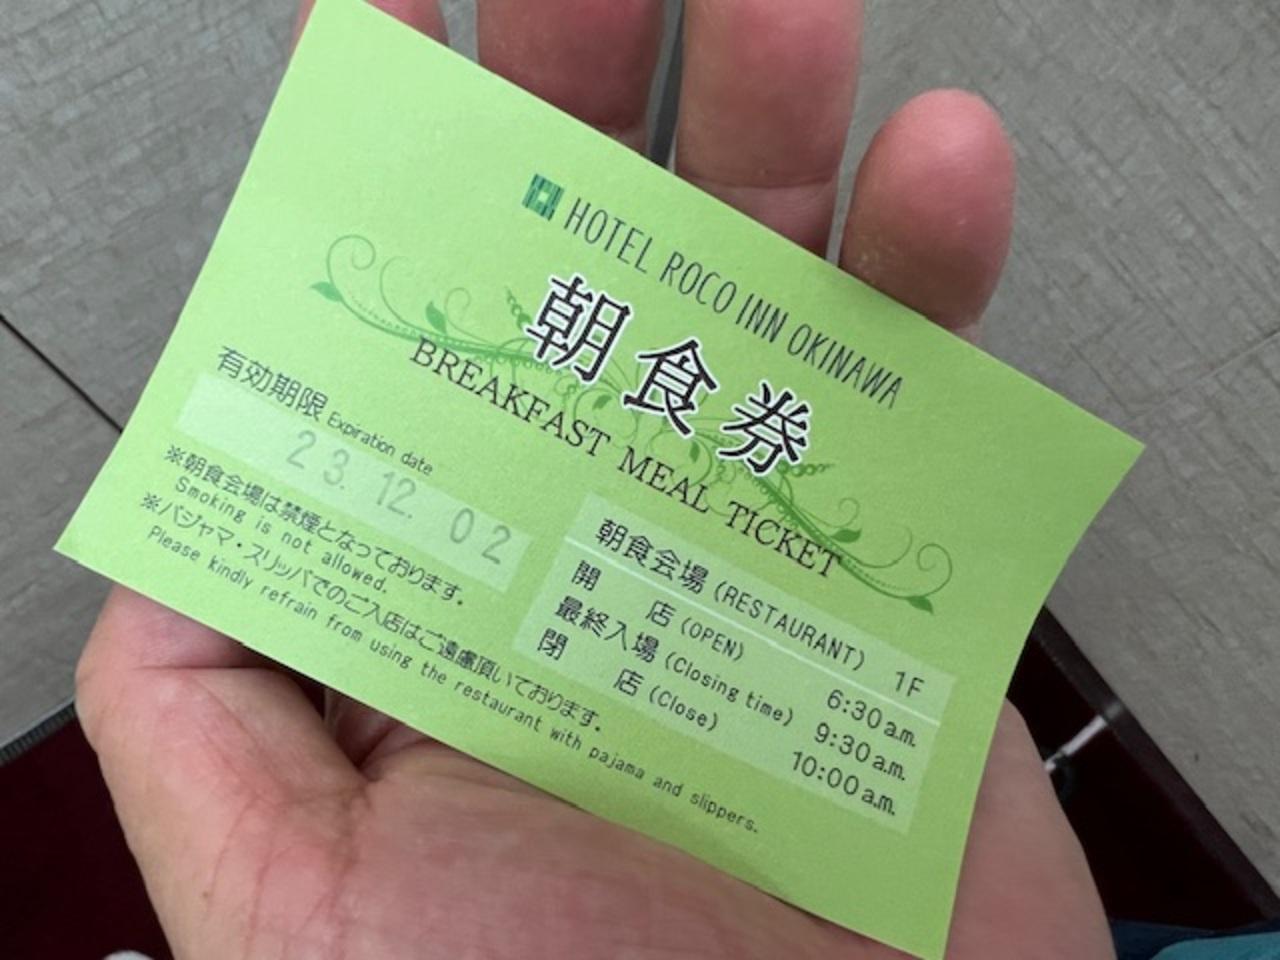 HOTEL ROCO INN OKINAWA
朝食券
BREAKFAST MEAL TICKET
有効期限 Expiration date
23.12.02
※朝食会場は禁煙となっております。
Smoking is not allowed.
※パジャマ・スリッパでのご入店はご遠慮頂いております。
Please kindly refrain from using the restaurant with pajama and slippers.
朝食会場 (RESTAURANT) 1F
開 店 (OPEN) 6:30a.m.
最終入場 (Closing time) 9:30a.m.
閉 店 (Close) 10:00a.m.